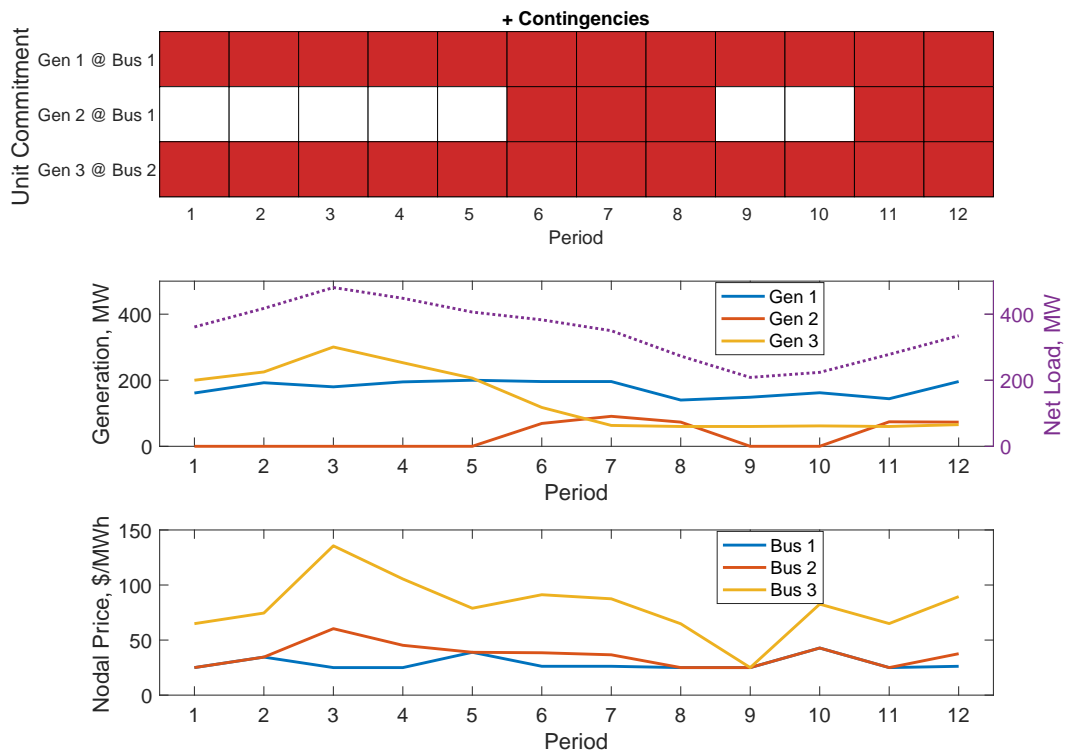 + Contingencies
Unit Commitment
Gen 1 @ Bus 1
Gen 2 @ Bus 1
Gen 3 @ Bus 2
1 2 3 4 5 6 7 8 9 10 11 12
Period
Generation, MW
400
200
0
Gen 1
Gen 2
Gen 3
400
200
0
Net Load, MW
1 2 3 4 5 6 7 8 9 10 11 12
Period
Nodal Price, $/MWh
150
100
50
0
Bus 1
Bus 2
Bus 3
1 2 3 4 5 6 7 8 9 10 11 12
Period